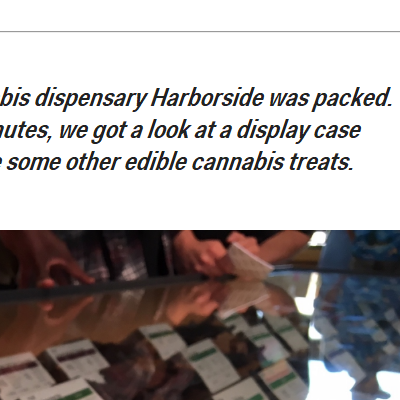 bis dispensary Harborside was packed.
nutes, we got a look at a display case
some other edible cannabis treats.